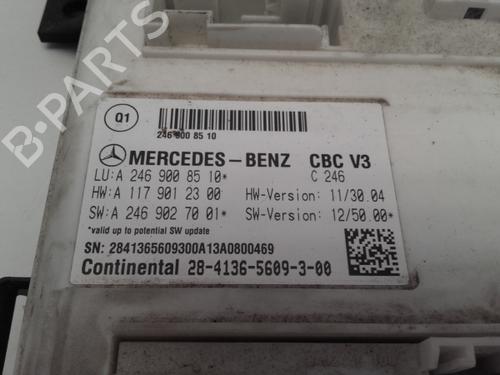 B-PARTS
Q1
246 900 85 10
MERCEDES-BENZ CBC V3
LU:A 246 900 85 10* C 246
HW:A 117 901 23 00 HW-Version: 11/30.04
SW:A 246 902 70 01* SW-Version: 12/50.00*
*valid up to potential SW update
SN: 2841365609300A13A0800469
Continental 28-4136-5609-3-00